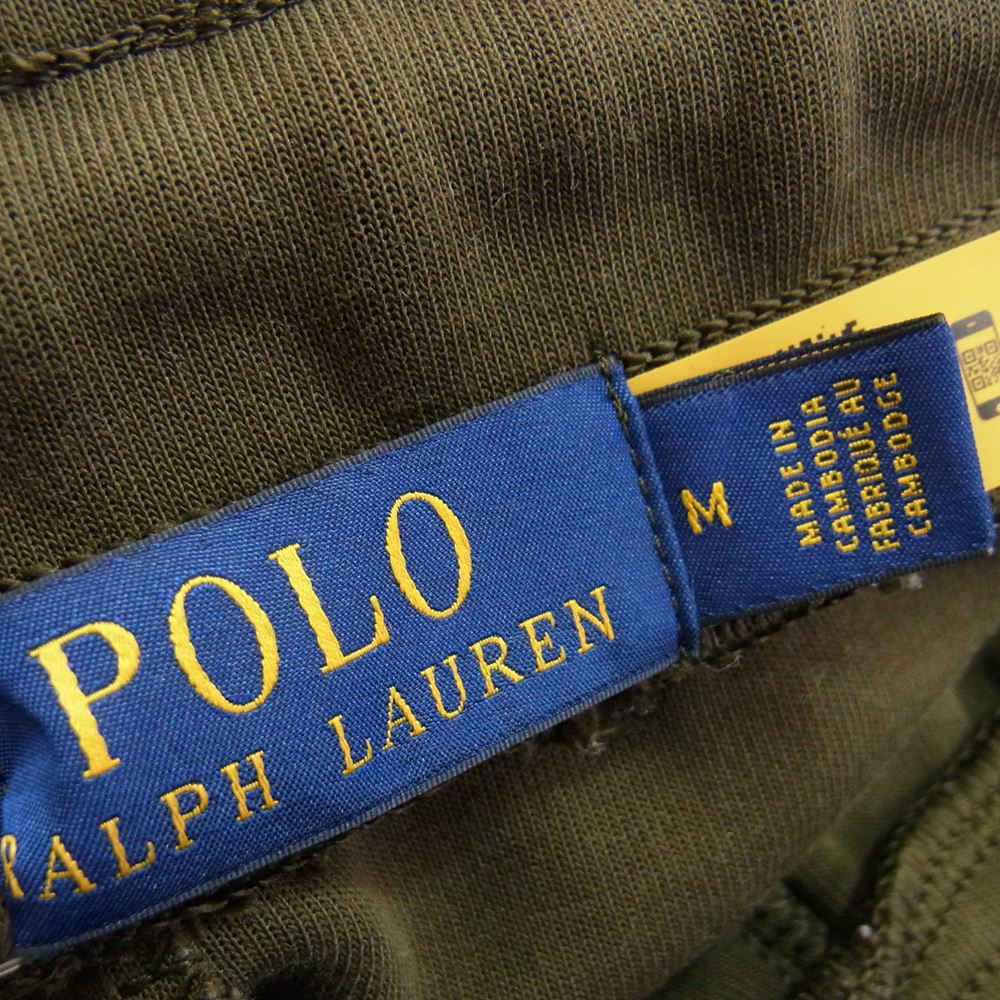 POLO
RALPH LAUREN
M
MADE IN
CAMBODIA
FABRIQUÉ AU
CAMBODGE